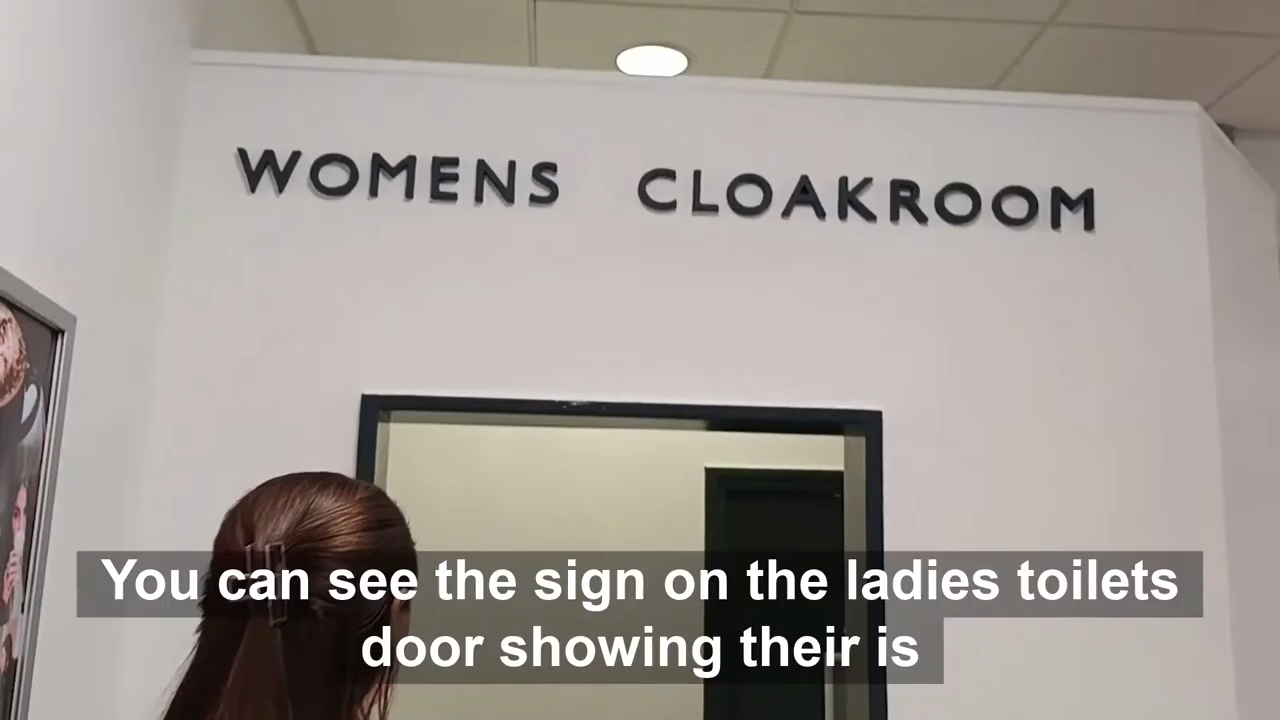 WOMENS CLOAKROOM
You can see the sign on the ladies toilets
door showing their is